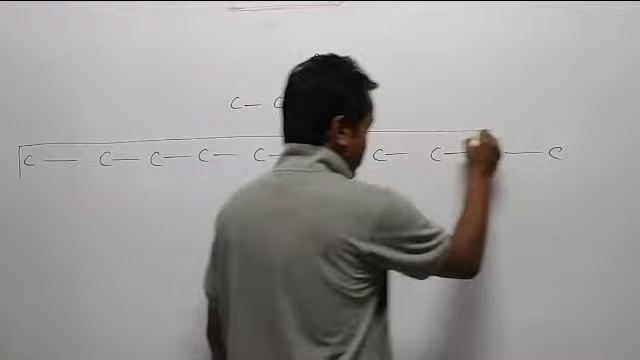 C — C
C — C — C — C — C — C — C — — C